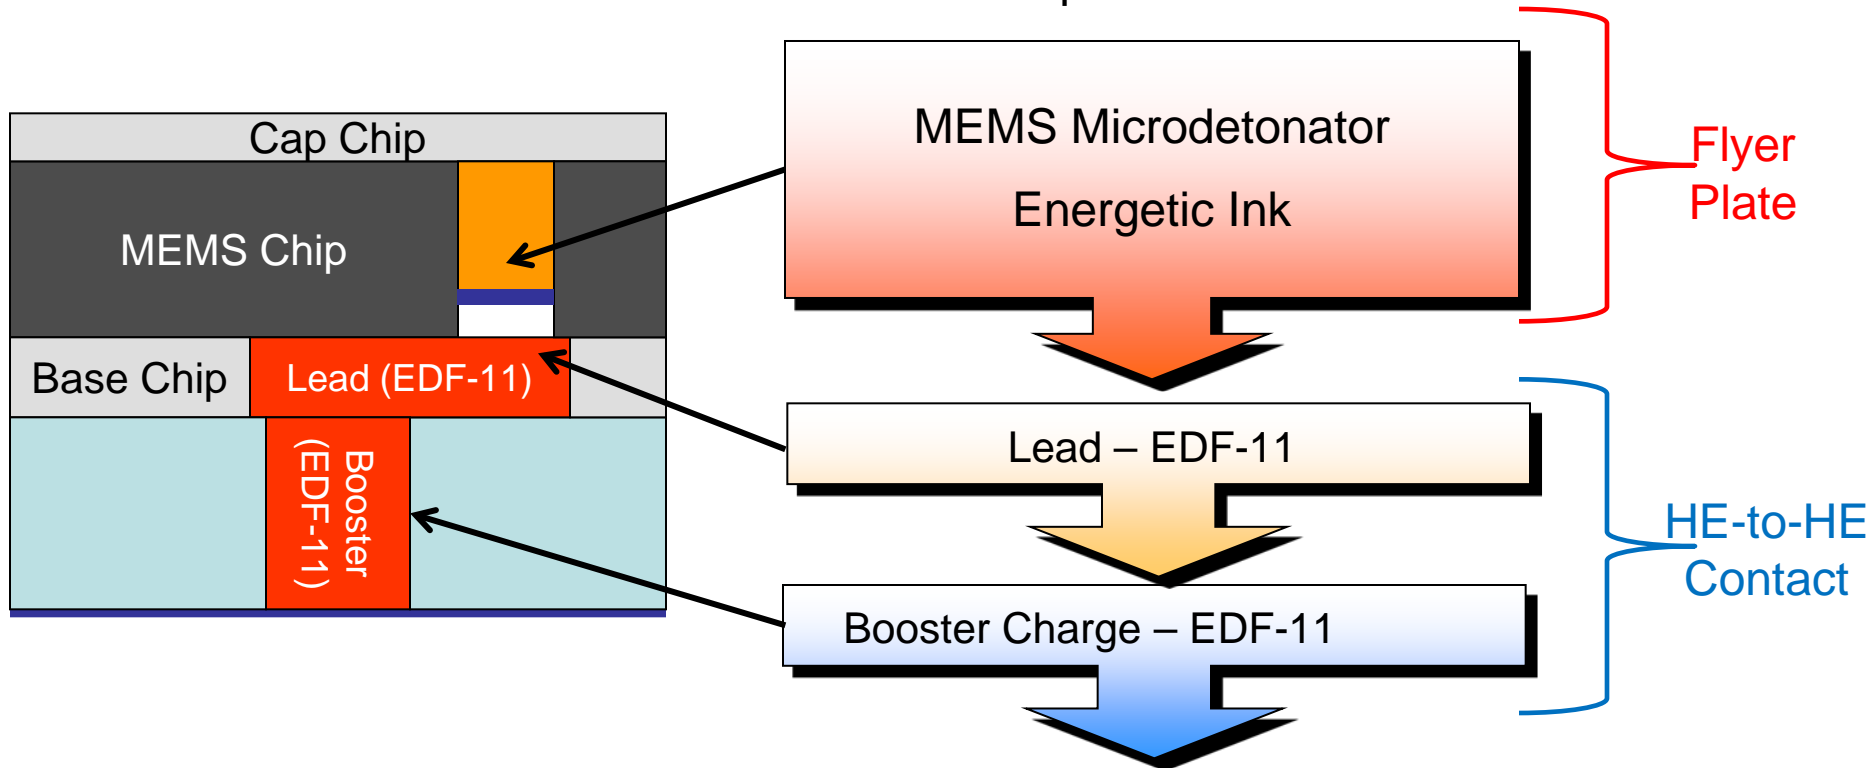 Cap Chip
MEMS Chip
Base Chip
Lead (EDF-11)
Booster
(EDF-11)
MEMS Microdetonator
Energetic Ink
Lead – EDF-11
Booster Charge – EDF-11
Flyer
Plate
HE-to-HE
Contact